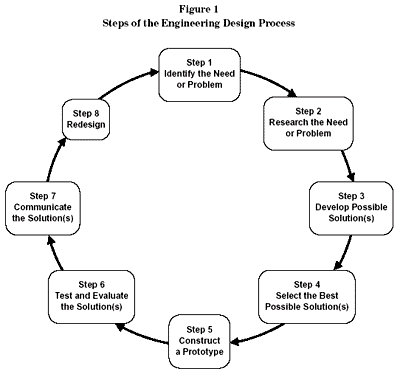 Figure 1
Steps of the Engineering Design Process
Step 1
Identify the Need
or Problem
Step 2
Research the Need
or Problem
Step 3
Develop Possible
Solution(s)
Step 4
Select the Best
Possible Solution(s)
Step 5
Construct
a Prototype
Step 6
Test and Evaluate
the Solution(s)
Step 7
Communicate
the Solution(s)
Step 8
Redesign